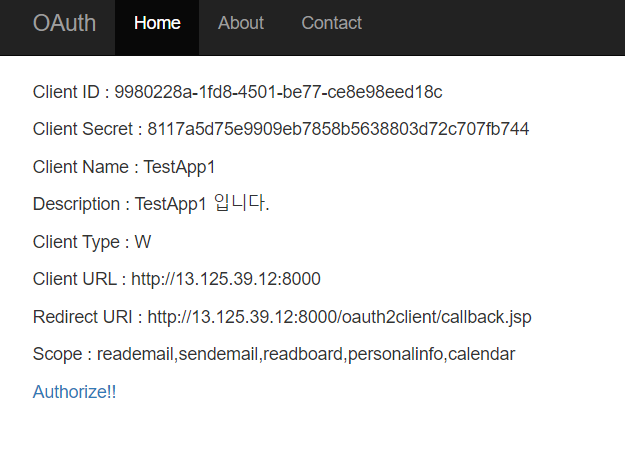 OAuth Home About Contact
Client ID : 9980228a-1fd8-4501-be77-ce8e98eed18c
Client Secret : 8117a5d75e9909eb7858b5638803d72c707fb744
Client Name : TestApp1
Description : TestApp1 입니다.
Client Type : W
Client URL : http://13.125.39.12:8000
Redirect URI : http://13.125.39.12:8000/oauth2client/callback.jsp
Scope : reademail,sendemail,readboard,personalinfo,calendar
Authorize!!